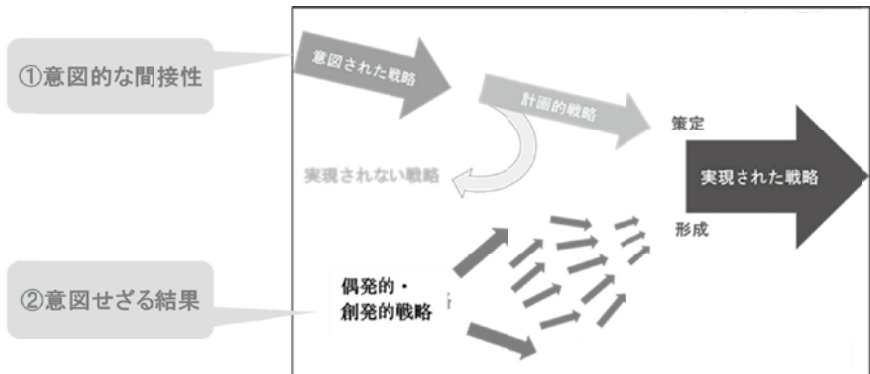 ①意図的な間接性
意図された戦略
計画的戦略
策定
実現されない戦略
実現された戦略
形成
②意図せざる結果
偶発的・
創発的戦略